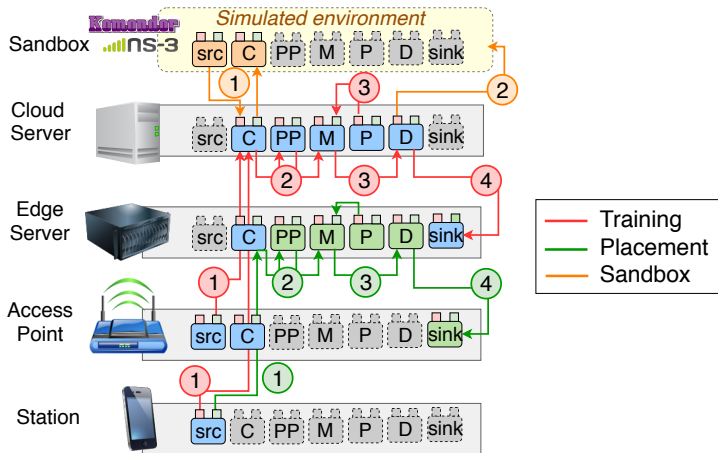 Simulated environment
Komondor
NS-3
Sandbox
src C PP M P D sink
1
3
2
Cloud
Server
src C PP M P D sink
2 3 4
Edge
Server
src C PP M P D sink
2 3 4
1
Access
Point
src C PP M P D sink
1 1
Station
src C PP M P D sink
Training
Placement
Sandbox